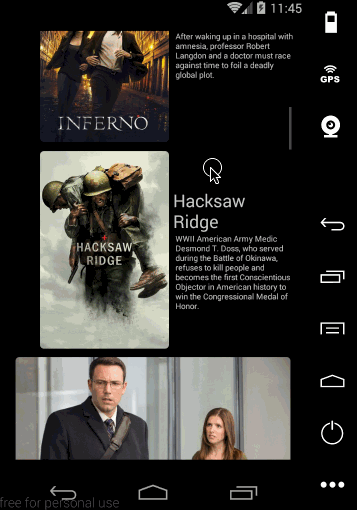 11:45
After waking up in a hospital with
amnesia, professor Robert
Langdon and a doctor must race
against time to foil a deadly
global plot.
INFERNO
GPS
Hacksaw
Ridge
HACKSAW
RIDGE
WWII American Army Medic
Desmond T. Doss, who served
during the Battle of Okinawa,
refuses to kill people and
becomes the first Conscientious
Objector in American history to
win the Congressional Medal of
Honor.
free for personal use